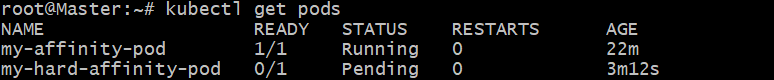 root@Master:~# kubectl get pods
NAME READY STATUS RESTARTS AGE
my-affinity-pod 1/1 Running 0 22m
my-hard-affinity-pod 0/1 Pending 0 3m12s